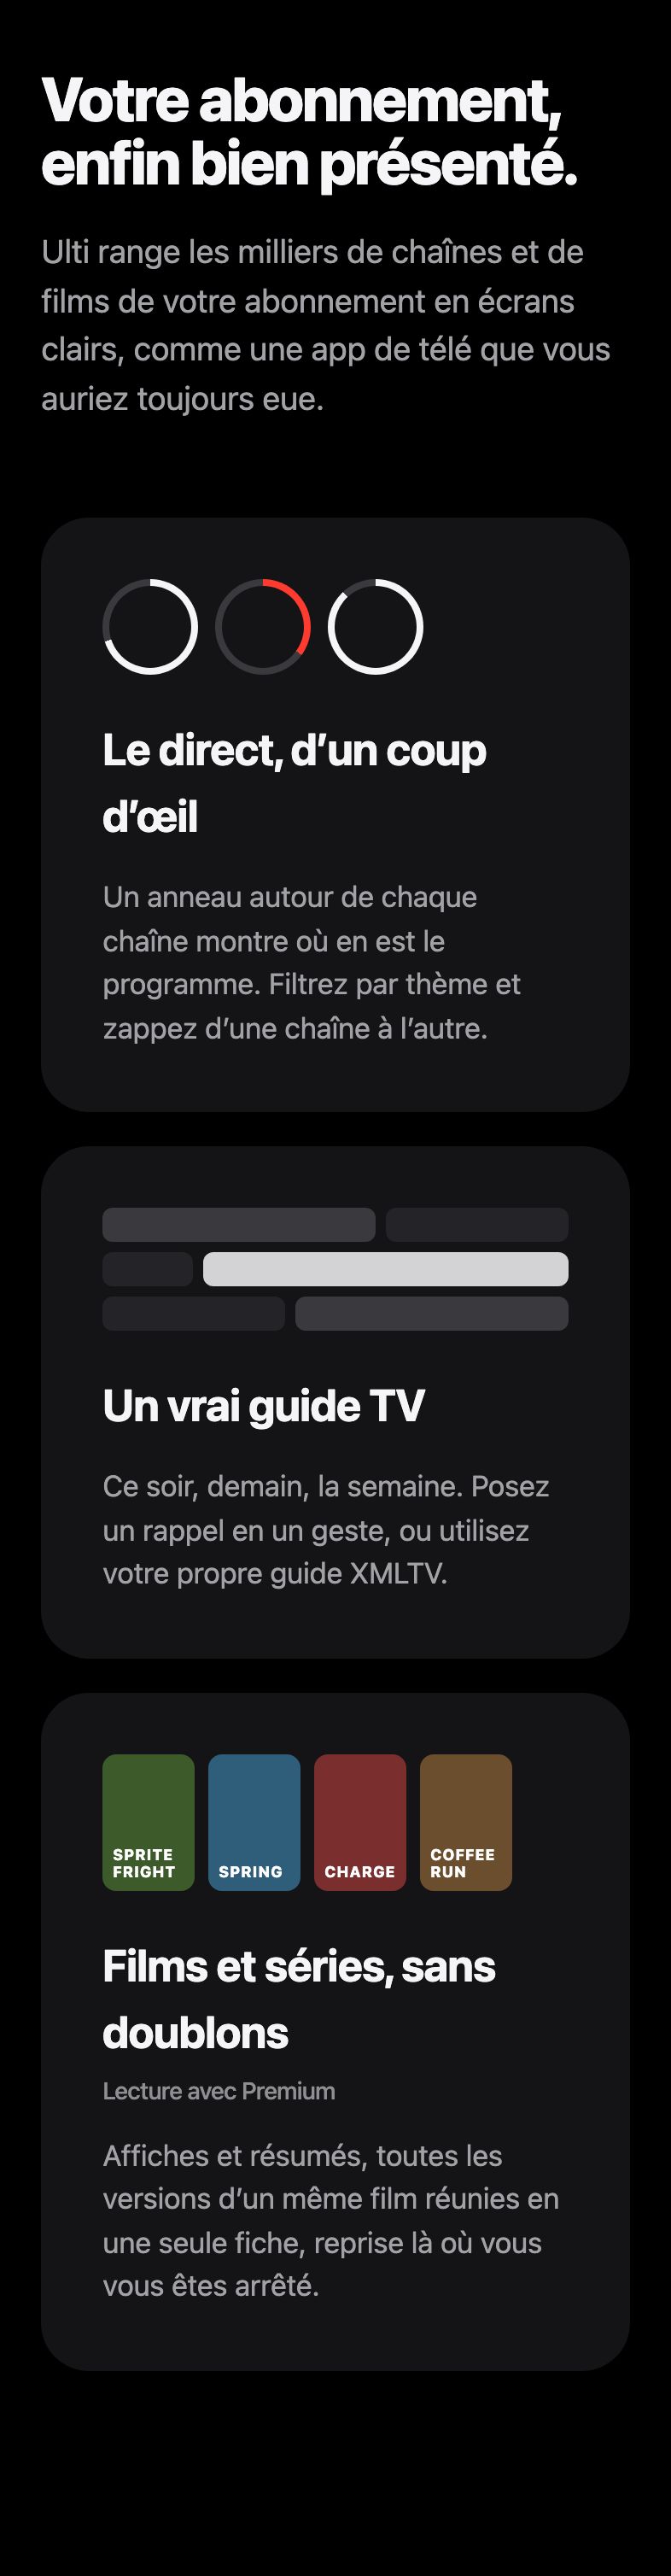 Votre abonnement,
enfin bien présenté.
Ulti range les milliers de chaînes et de
films de votre abonnement en écrans
clairs, comme une app de télé que vous
auriez toujours eue.
Le direct, d’un coup
d’œil
Un anneau autour de chaque
chaîne montre où en est le
programme. Filtrez par thème et
zappez d’une chaîne à l’autre.
Un vrai guide TV
Ce soir, demain, la semaine. Posez
un rappel en un geste, ou utilisez
votre propre guide XMLTV.
SPRITE
FRIGHT
SPRING
CHARGE
COFFEE
RUN
Films et séries, sans
doublons
Lecture avec Premium
Affiches et résumés, toutes les
versions d’un même film réunies en
une seule fiche, reprise là où vous
vous êtes arrêté.